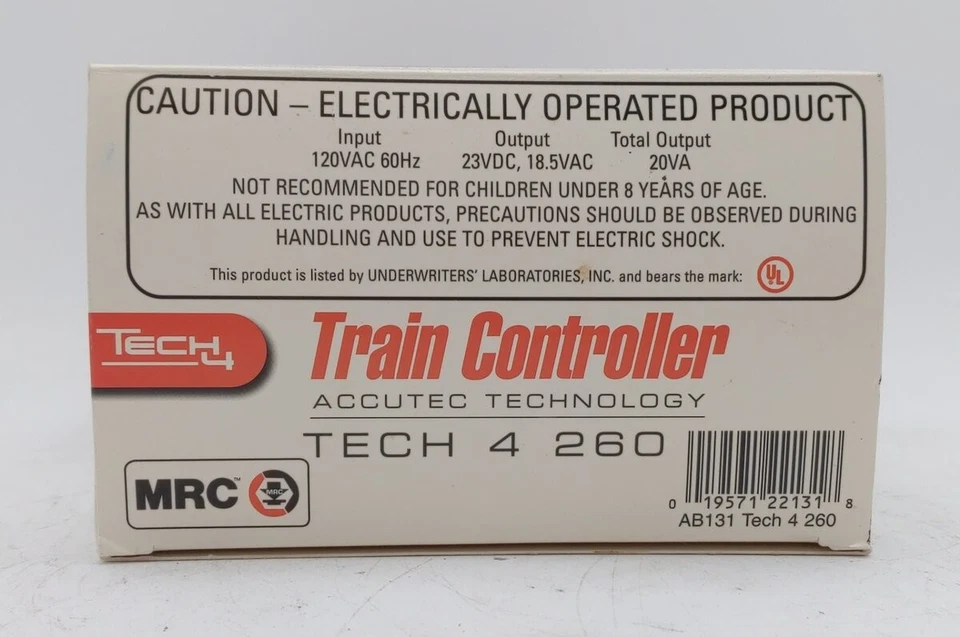 CAUTION – ELECTRICALLY OPERATED PRODUCT
Input Output Total Output
120VAC 60Hz 23VDC, 18.5VAC 20VA
NOT RECOMMENDED FOR CHILDREN UNDER 8 YEARS OF AGE.
AS WITH ALL ELECTRIC PRODUCTS, PRECAUTIONS SHOULD BE OBSERVED DURING
HANDLING AND USE TO PREVENT ELECTRIC SHOCK.
This product is listed by UNDERWRITERS' LABORATORIES, INC. and bears the mark: UL
TECH 4
Train Controller
ACCUTEC TECHNOLOGY
TECH 4 260
MRC™ MRC
0 19571 22131 8
AB131 Tech 4 260